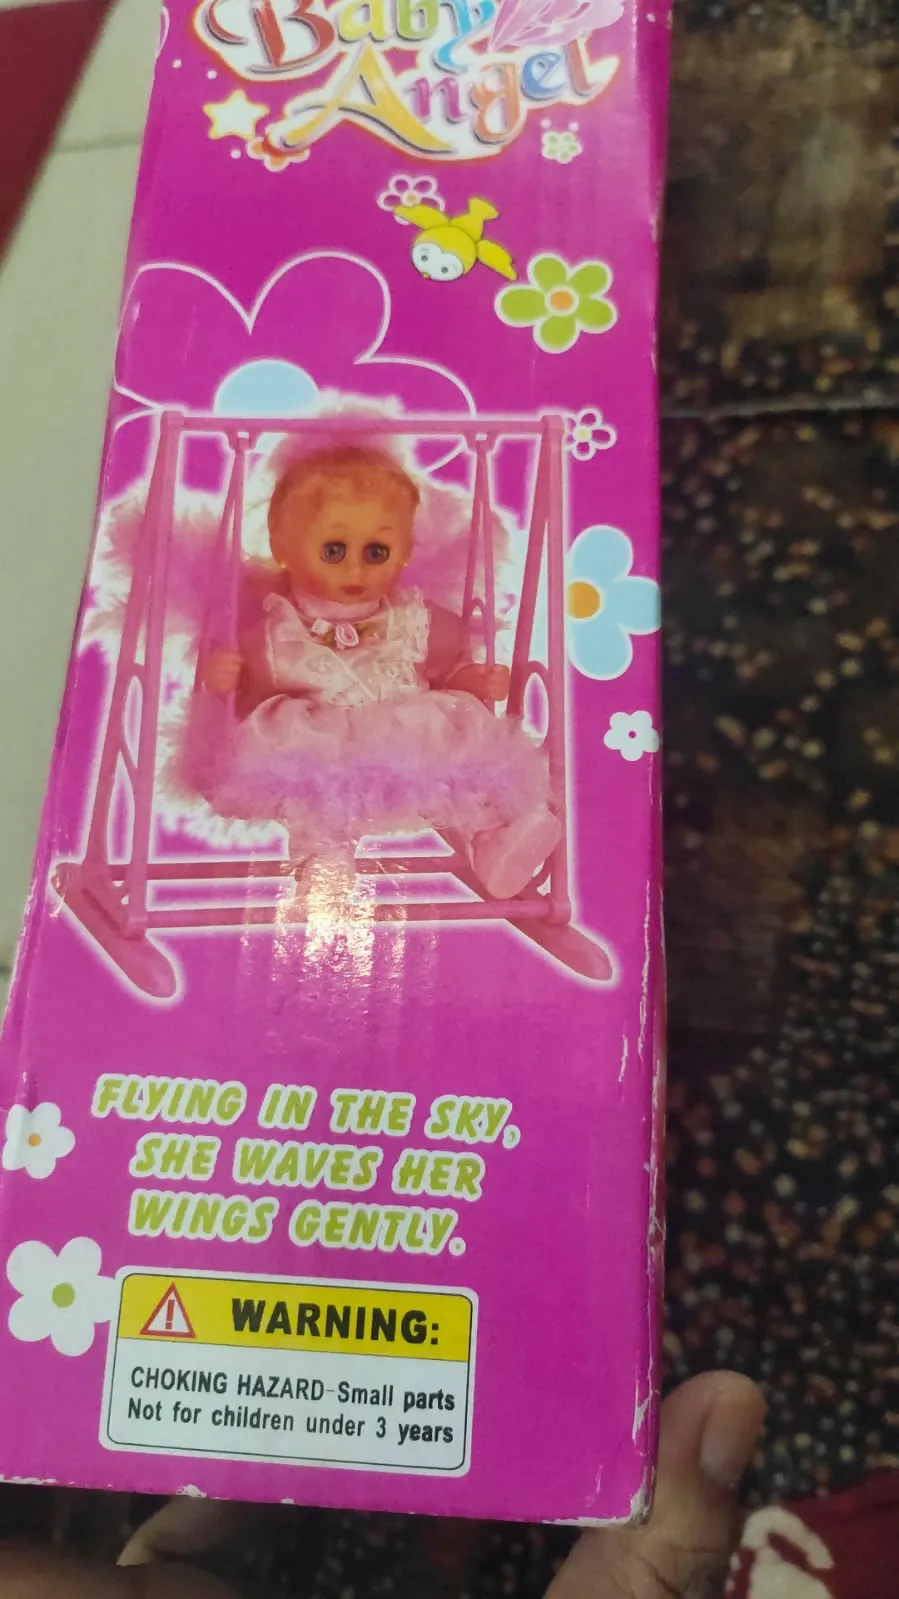 Baby
Angel
FLYING IN THE SKY,
SHE WAVES HER
WINGS GENTLY.
WARNING:
CHOKING HAZARD-Small parts
Not for children under 3 years